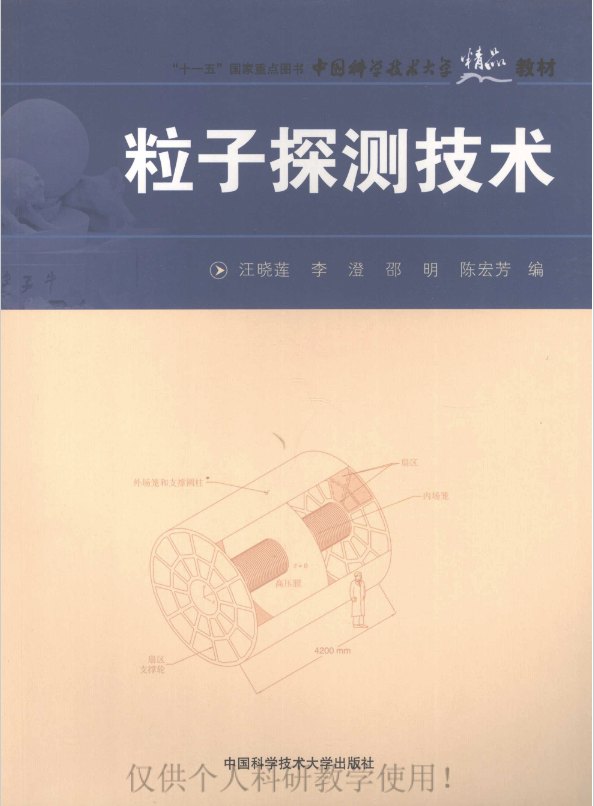 “十一五”国家重点图书 中国科学技术大学 精品 教材
粒子探测技术
汪晓莲 李 澄 邵 明 陈宏芳 编
扇区
外场笼和支撑圆柱
内场笼
高压膜
4200 mm
扇区
支撑轮
中国科学技术大学出版社
仅供个人科研教学使用！